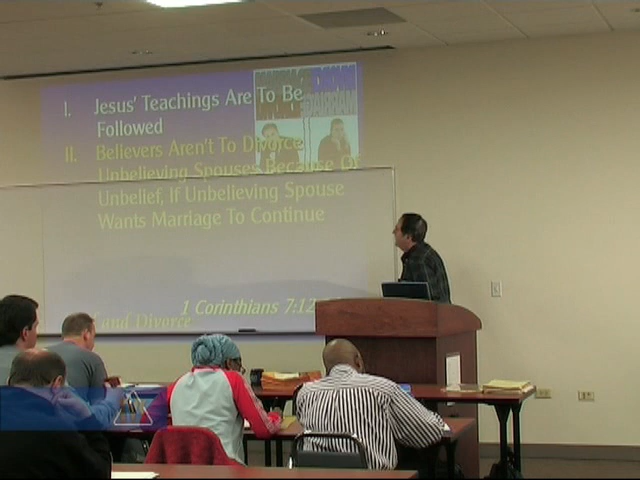 I. Jesus' Teachings Are To Be
Followed
II. Believers Aren't To Divorce
Unbelieving Spouses Because Of
Unbelief, If Unbelieving Spouse
Wants Marriage To Continue
1 Corinthians 7:12
and Divorce